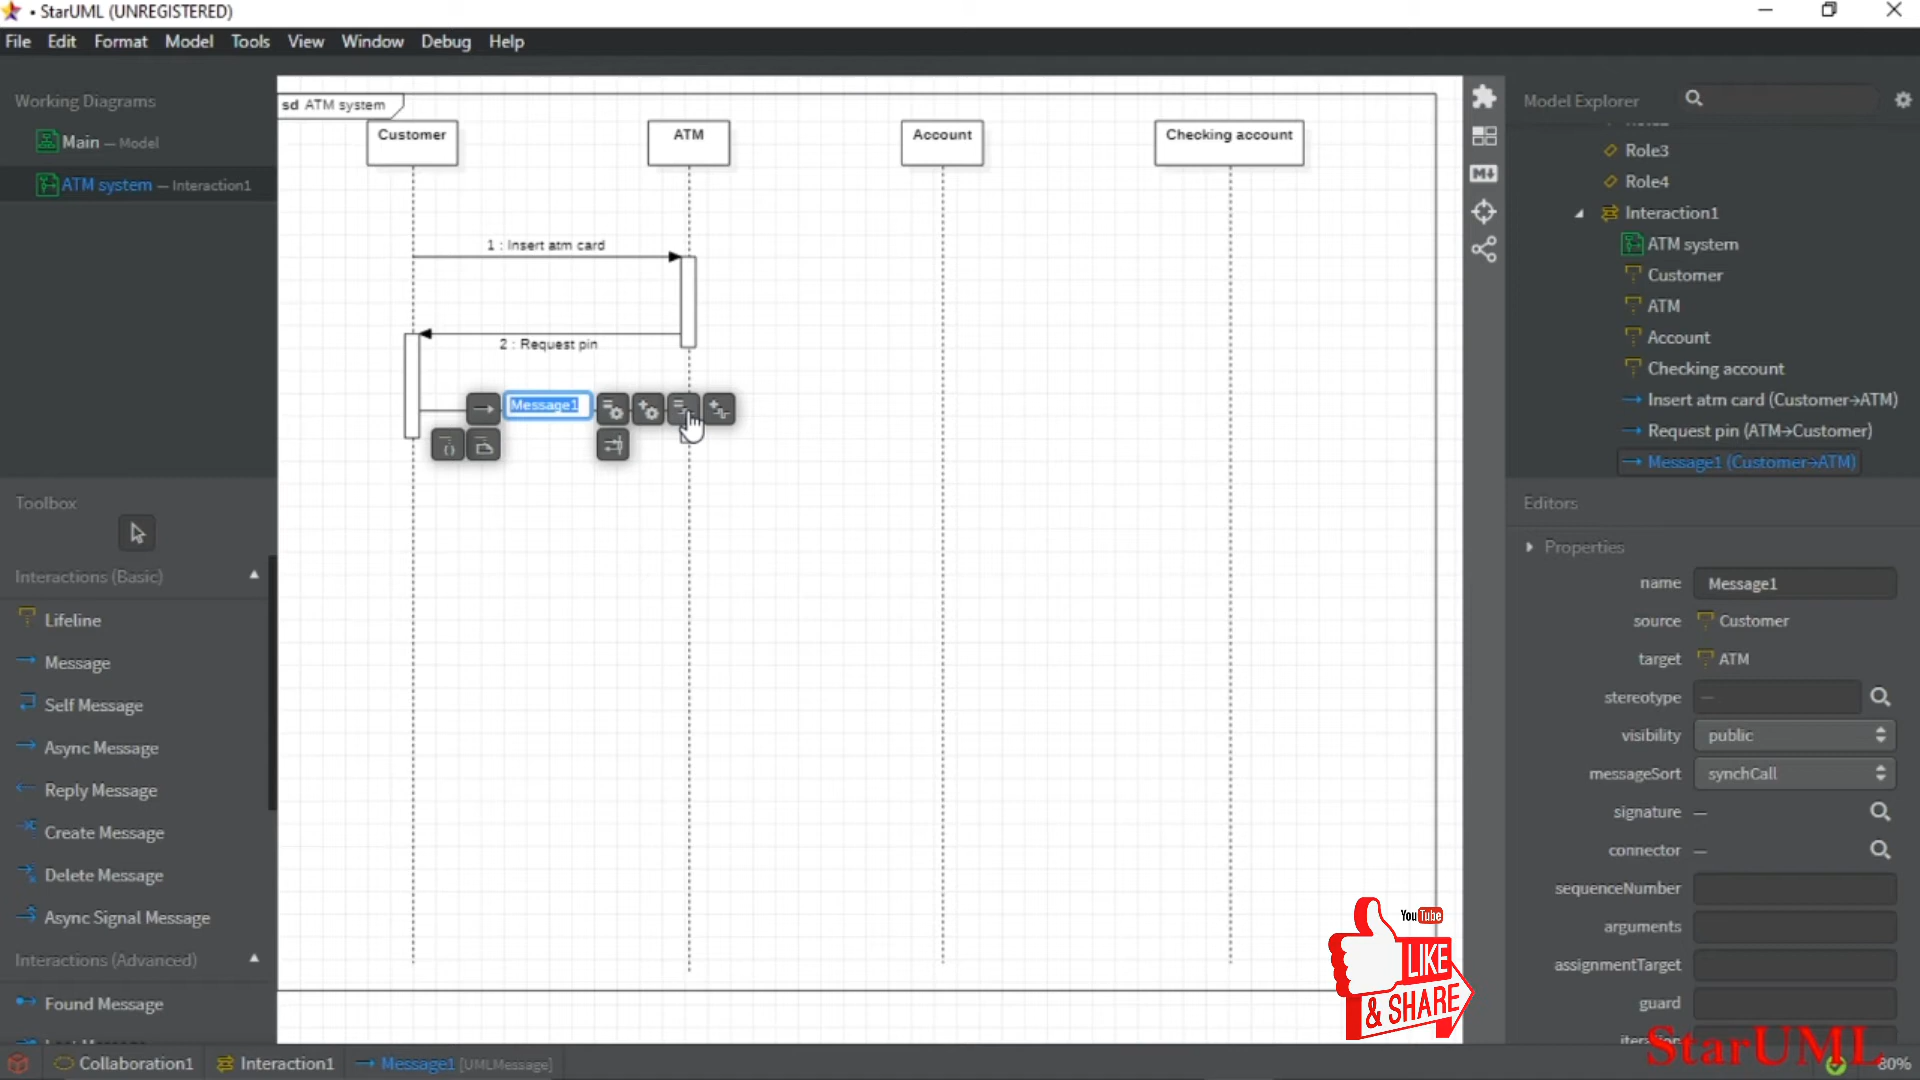 • StarUML (UNREGISTERED)
File Edit Format Model Tools View Window Debug Help
Working Diagrams
Main — Model
ATM system — Interaction1
Toolbox
Interactions (Basic)
Lifeline
Message
Self Message
Async Message
Reply Message
Create Message
Delete Message
Async Signal Message
Interactions (Advanced)
Found Message
sd ATM system
Customer
ATM
Account
Checking account
1 : Insert atm card
2 : Request pin
Message1
M
Model Explorer
Role3
Role4
Interaction1
ATM system
Customer
ATM
Account
Checking account
Insert atm card (Customer→ATM)
Request pin (ATM→Customer)
Message1 (Customer→ATM)
Editors
Properties
name Message1
source Customer
target ATM
stereotype —
visibility public
messageSort synchCall
signature —
connector —
sequenceNumber
arguments
assignmentTarget
guard
YouTube
LIKE
& SHARE
StarUML
Collaboration1 Interaction1 Message1 [UMLMessage]
80%